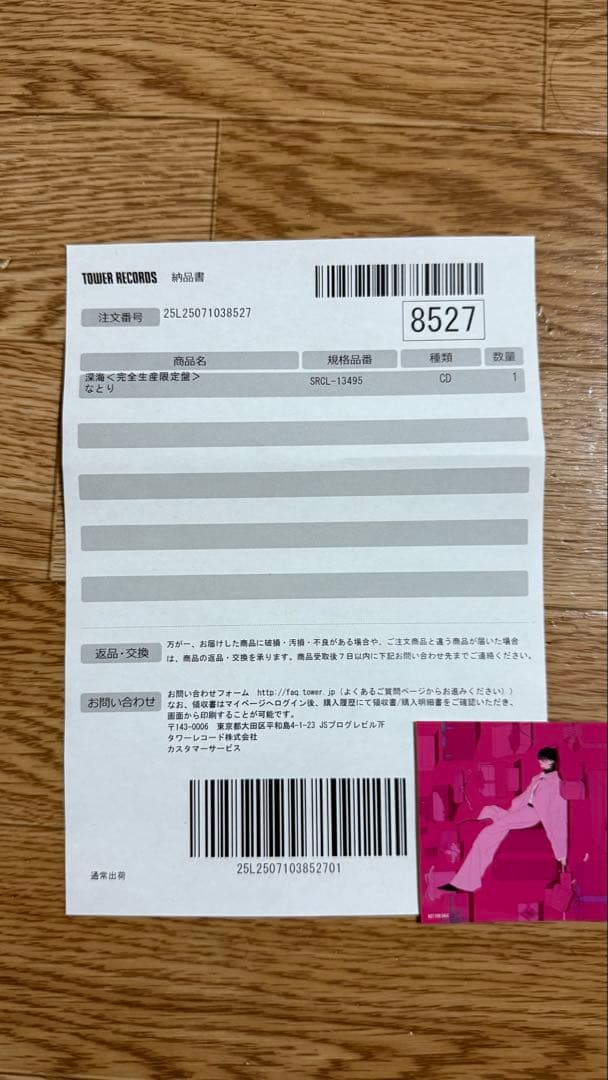 TOWER RECORDS 納品書
注文番号 25L25071038527
8527
商品名 規格品番 種類 数量
深海＜完全生産限定盤＞ SRCL-13495 CD 1
なとり
返品・交換 万が一、お届けした商品に破損・汚損・不良がある場合や、ご注文商品と違う商品が届いた場合
は、商品の返品・交換を承ります。商品受取後７日以内に下記お問い合わせ先までご連絡ください。
お問い合わせ お問い合わせフォーム http://faq.tower.jp（よくあるご質問ページからお進みください））
なお、領収書はマイページへログイン後、購入履歴にて領収書/購入明細書をご確認いただき、
画面から印刷することが可能です。
〒143-0006 東京都大田区平和島4-1-23 JSプログレビル7F
タワーレコード株式会社
カスタマーサービス
25L2507103852701
通常出荷
NOT FOR SALE